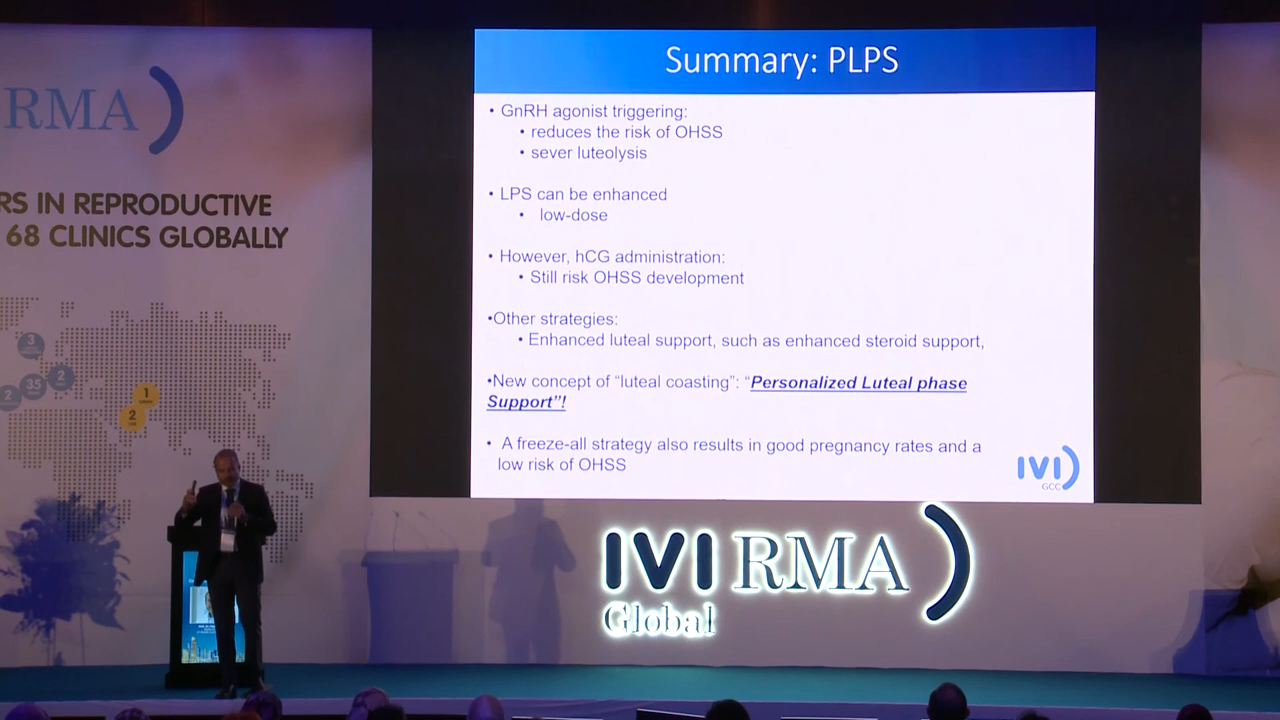 RMA
RS IN REPRODUCTIVE
68 CLINICS GLOBALLY
3
2
35
2
1
2
Summary: PLPS
• GnRH agonist triggering:
• reduces the risk of OHSS
• sever luteolysis
• LPS can be enhanced
• low-dose
• However, hCG administration:
• Still risk OHSS development
•Other strategies:
• Enhanced luteal support, such as enhanced steroid support,
•New concept of “luteal coasting”: “Personalized Luteal phase
Support”!
• A freeze-all strategy also results in good pregnancy rates and a
low risk of OHSS
IVI
GCC
IVI RMA
Global